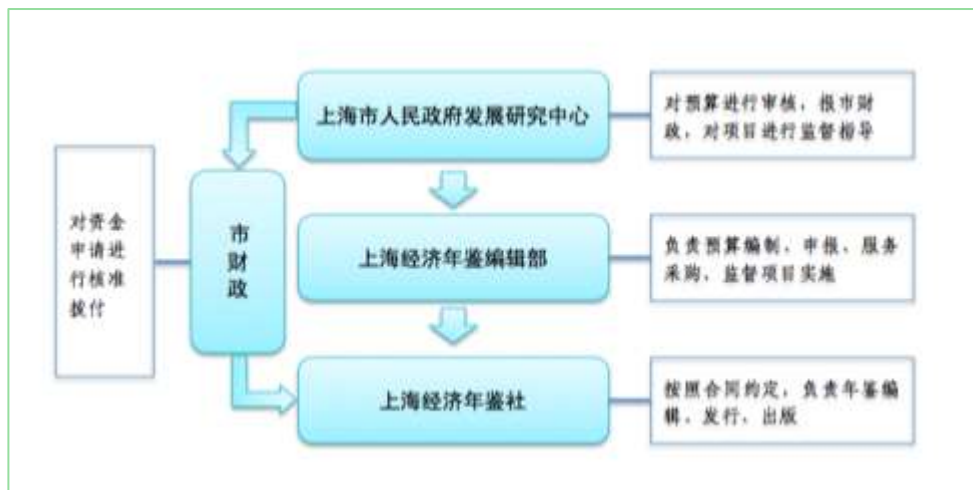 上海市人民政府发展研究中心
对预算进行审核，报市财
政，对项目进行监督指导
对资金
申请进
行核准
拨付
市
财
政
上海经济年鉴编辑部
负责预算编制、申报、服务
采购、监督项目实施
上海经济年鉴社
按照合同约定，负责年鉴编
辑、发行、出版